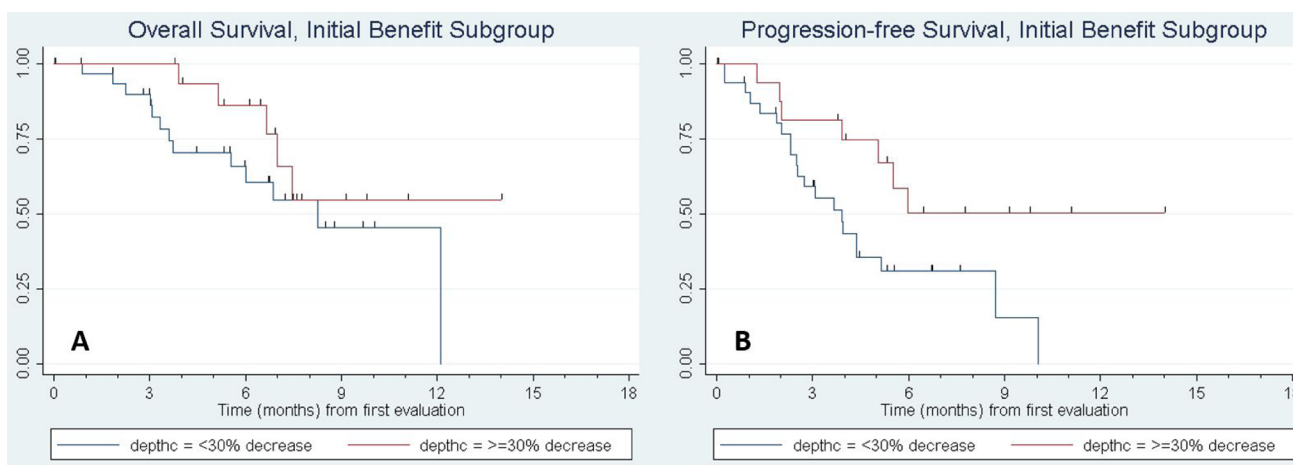 Overall Survival, Initial Benefit Subgroup
1.00
0.75
0.50
0.25
0.00
A
0 3 6 9 12 15 18
Time (months) from first evaluation
depthc = <30% decrease depthc = >=30% decrease
Progression-free Survival, Initial Benefit Subgroup
1.00
0.75
0.50
0.25
0.00
B
0 3 6 9 12 15 18
Time (months) from first evaluation
depthc = <30% decrease depthc = >=30% decrease